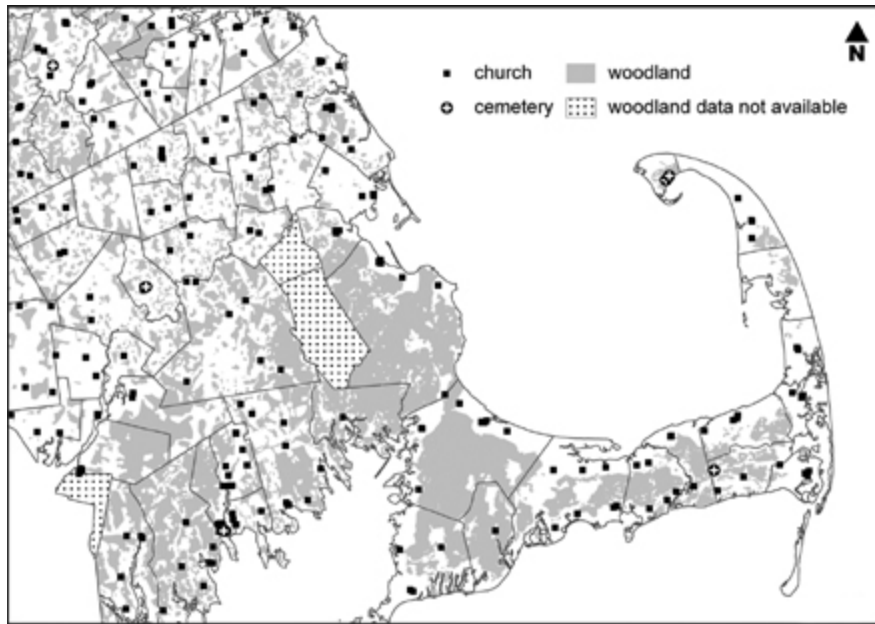 N
church
woodland
cemetery
woodland data not available